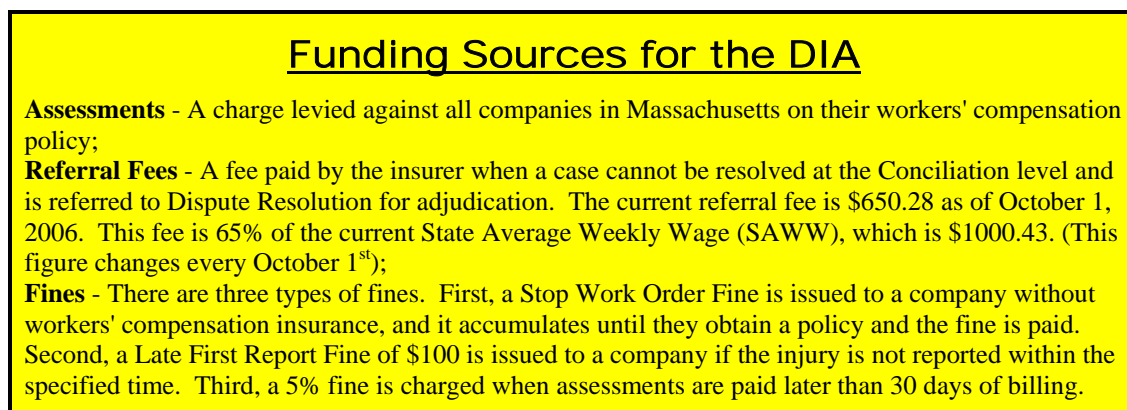 Funding Sources for the DIA
Assessments - A charge levied against all companies in Massachusetts on their workers' compensation
policy;
Referral Fees - A fee paid by the insurer when a case cannot be resolved at the Conciliation level and
is referred to Dispute Resolution for adjudication.  The current referral fee is $650.28 as of October 1,
2006.  This fee is 65% of the current State Average Weekly Wage (SAWW), which is $1000.43. (This
figure changes every October 1st);
Fines - There are three types of fines.  First, a Stop Work Order Fine is issued to a company without
workers' compensation insurance, and it accumulates until they obtain a policy and the fine is paid.
Second, a Late First Report Fine of $100 is issued to a company if the injury is not reported within the
specified time.  Third, a 5% fine is charged when assessments are paid later than 30 days of billing.